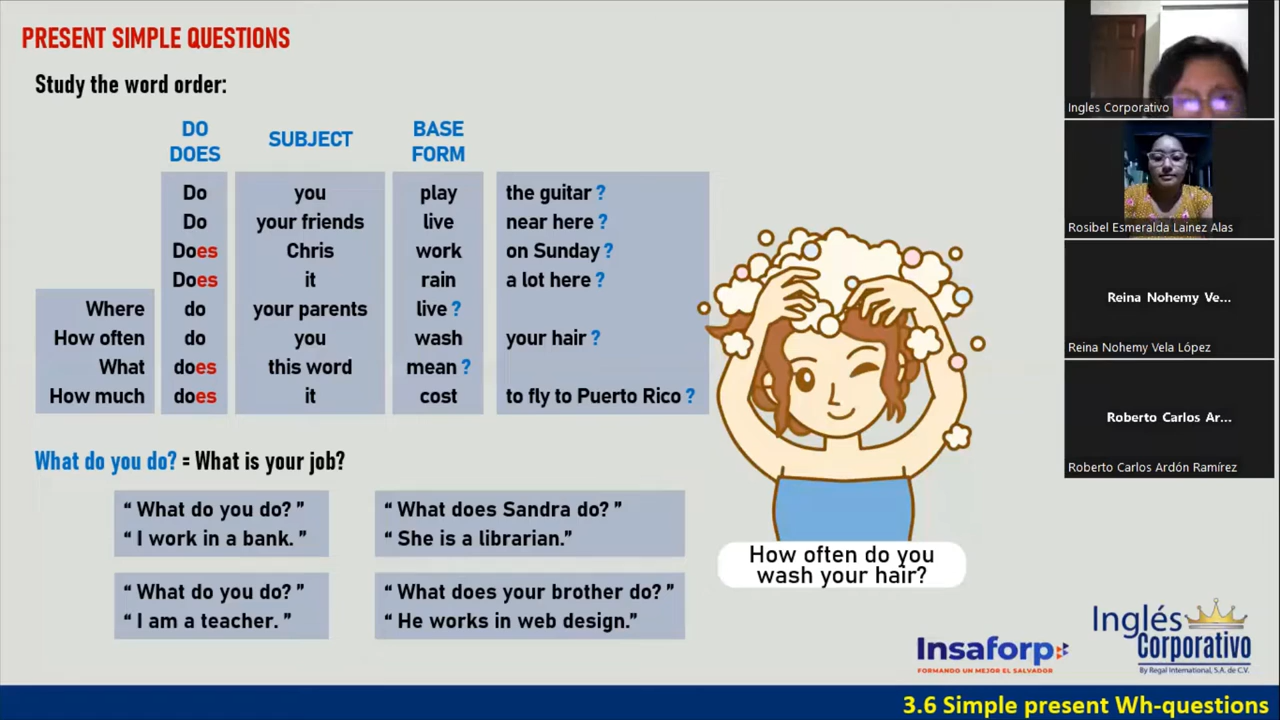 PRESENT SIMPLE QUESTIONS
Study the word order:
DO
DOES
SUBJECT
BASE
FORM
Do you play the guitar ?
Do your friends live near here ?
Does Chris work on Sunday ?
Does it rain a lot here ?
Where do your parents live ?
How often do you wash your hair ?
What does this word mean ?
How much does it cost to fly to Puerto Rico ?
What do you do? = What is your job?
“ What do you do? ”
“ I work in a bank. ”
“ What does Sandra do? ”
“ She is a librarian.”
“ What do you do? ”
“ I am a teacher. ”
“ What does your brother do? ”
“ He works in web design.”
How often do you
wash your hair?
Insaforp
FORMANDO UN MEJOR EL SALVADOR
Inglés
Corporativo
By Regal International, S.A. de C.V.
3.6 Simple present Wh-questions
Ingles Corporativo
Rosibel Esmeralda Lainez Alas
Reina Nohemy Ve...
Reina Nohemy Vela López
Roberto Carlos Ar...
Roberto Carlos Ardón Ramírez